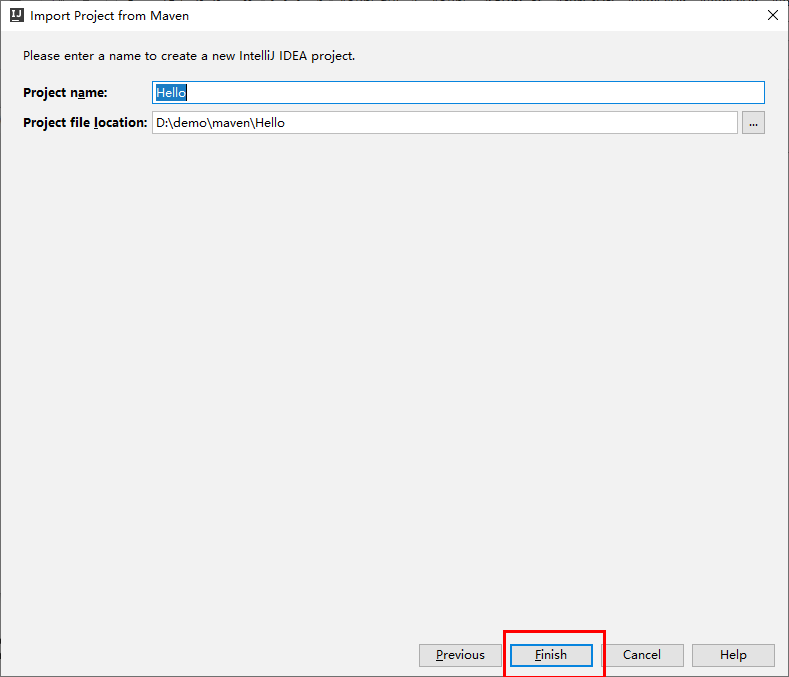 IJ Import Project from Maven
Please enter a name to create a new IntelliJ IDEA project.
Project name: Hello
Project file location: D:\demo\maven\Hello ...
Previous Finish Cancel Help